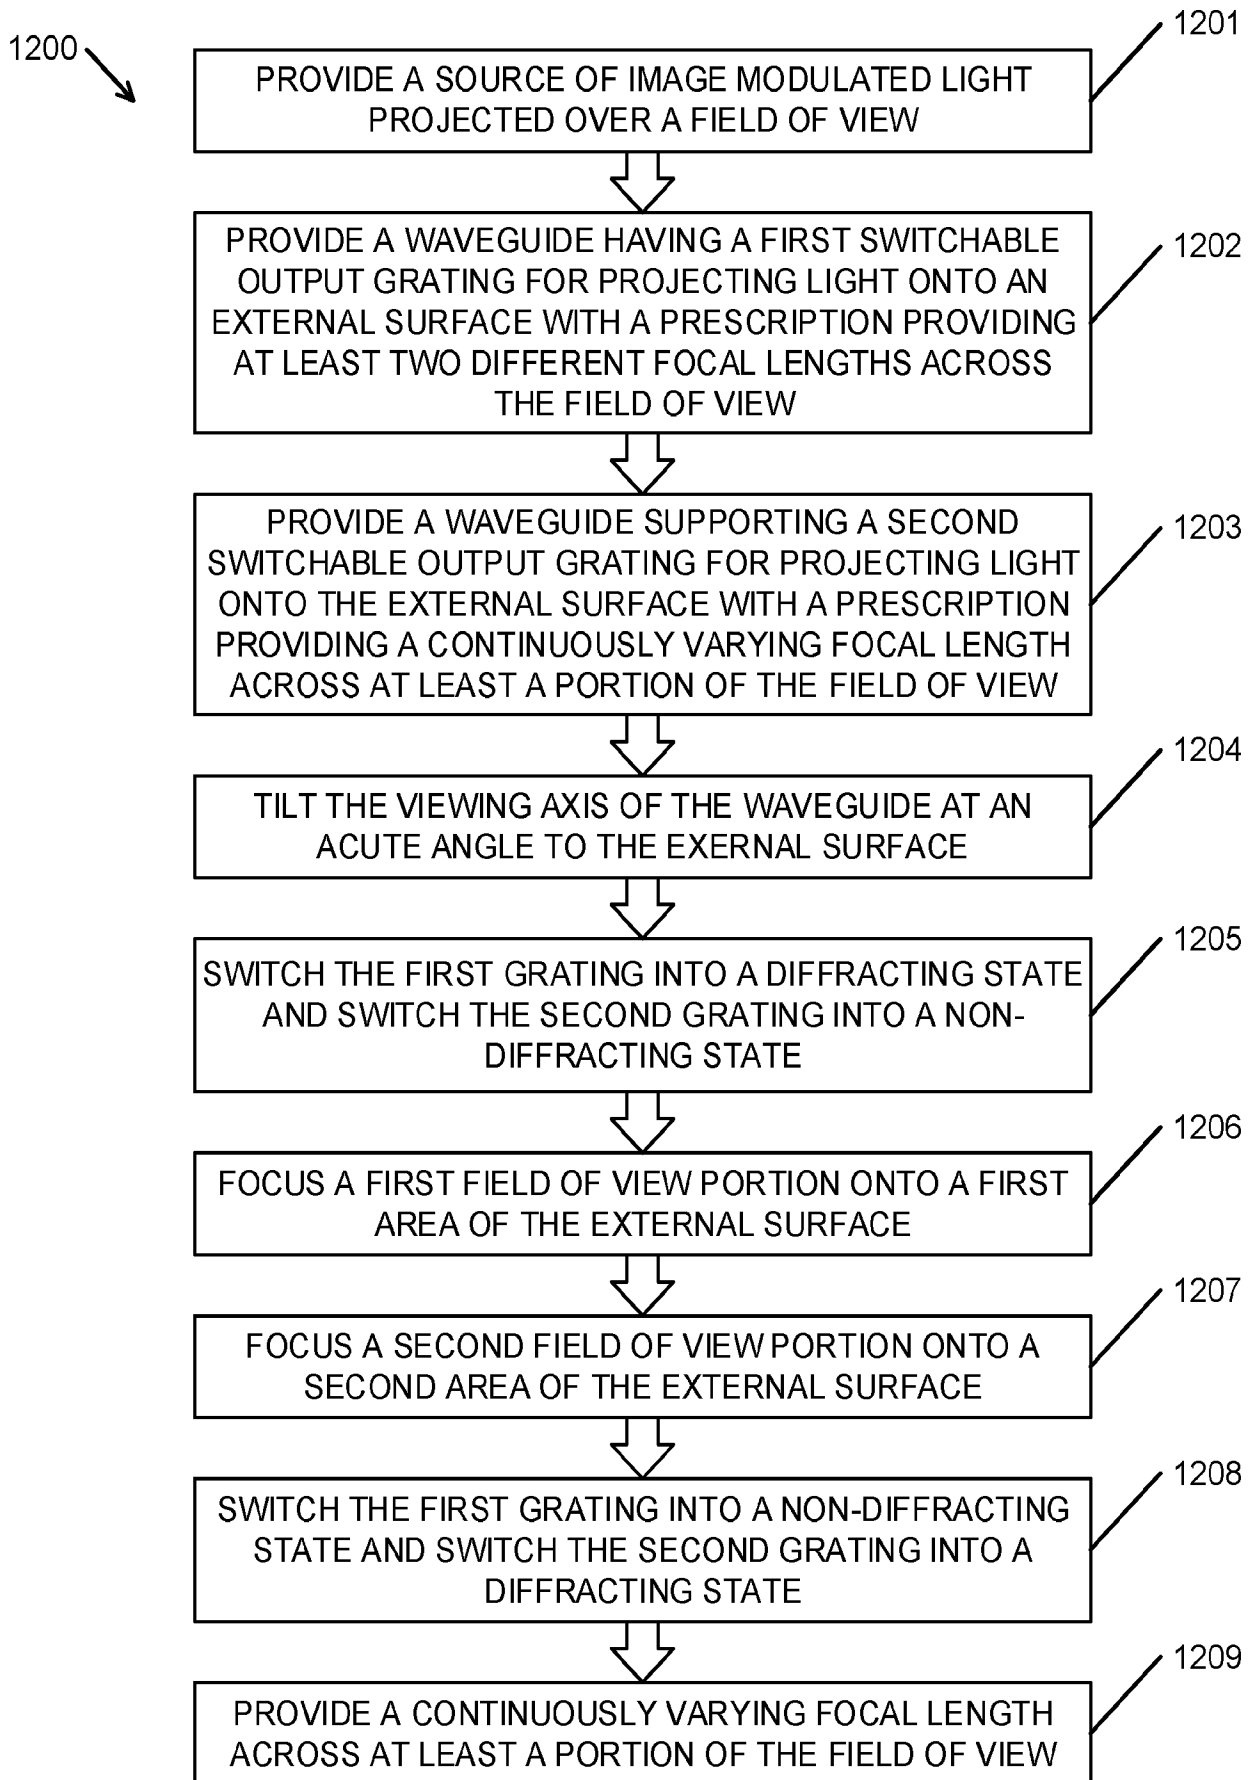 1200
1201
PROVIDE A SOURCE OF IMAGE MODULATED LIGHT
PROJECTED OVER A FIELD OF VIEW
1202
PROVIDE A WAVEGUIDE HAVING A FIRST SWITCHABLE
OUTPUT GRATING FOR PROJECTING LIGHT ONTO AN
EXTERNAL SURFACE WITH A PRESCRIPTION PROVIDING
AT LEAST TWO DIFFERENT FOCAL LENGTHS ACROSS
THE FIELD OF VIEW
1203
PROVIDE A WAVEGUIDE SUPPORTING A SECOND
SWITCHABLE OUTPUT GRATING FOR PROJECTING LIGHT
ONTO THE EXTERNAL SURFACE WITH A PRESCRIPTION
PROVIDING A CONTINUOUSLY VARYING FOCAL LENGTH
ACROSS AT LEAST A PORTION OF THE FIELD OF VIEW
1204
TILT THE VIEWING AXIS OF THE WAVEGUIDE AT AN
ACUTE ANGLE TO THE EXERNAL SURFACE
1205
SWITCH THE FIRST GRATING INTO A DIFFRACTING STATE
AND SWITCH THE SECOND GRATING INTO A NON-
DIFFRACTING STATE
1206
FOCUS A FIRST FIELD OF VIEW PORTION ONTO A FIRST
AREA OF THE EXTERNAL SURFACE
1207
FOCUS A SECOND FIELD OF VIEW PORTION ONTO A
SECOND AREA OF THE EXTERNAL SURFACE
1208
SWITCH THE FIRST GRATING INTO A NON-DIFFRACTING
STATE AND SWITCH THE SECOND GRATING INTO A
DIFFRACTING STATE
1209
PROVIDE A CONTINUOUSLY VARYING FOCAL LENGTH
ACROSS AT LEAST A PORTION OF THE FIELD OF VIEW